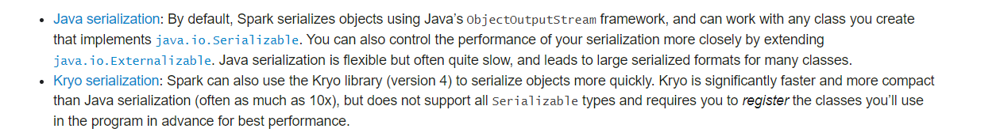 • Java serialization: By default, Spark serializes objects using Java's ObjectOutputStream framework, and can work with any class you create
that implements java.io.Serializable. You can also control the performance of your serialization more closely by extending
java.io.Externalizable. Java serialization is flexible but often quite slow, and leads to large serialized formats for many classes.
• Kryo serialization: Spark can also use the Kryo library (version 4) to serialize objects more quickly. Kryo is significantly faster and more compact
than Java serialization (often as much as 10x), but does not support all Serializable types and requires you to register the classes you'll use
in the program in advance for best performance.